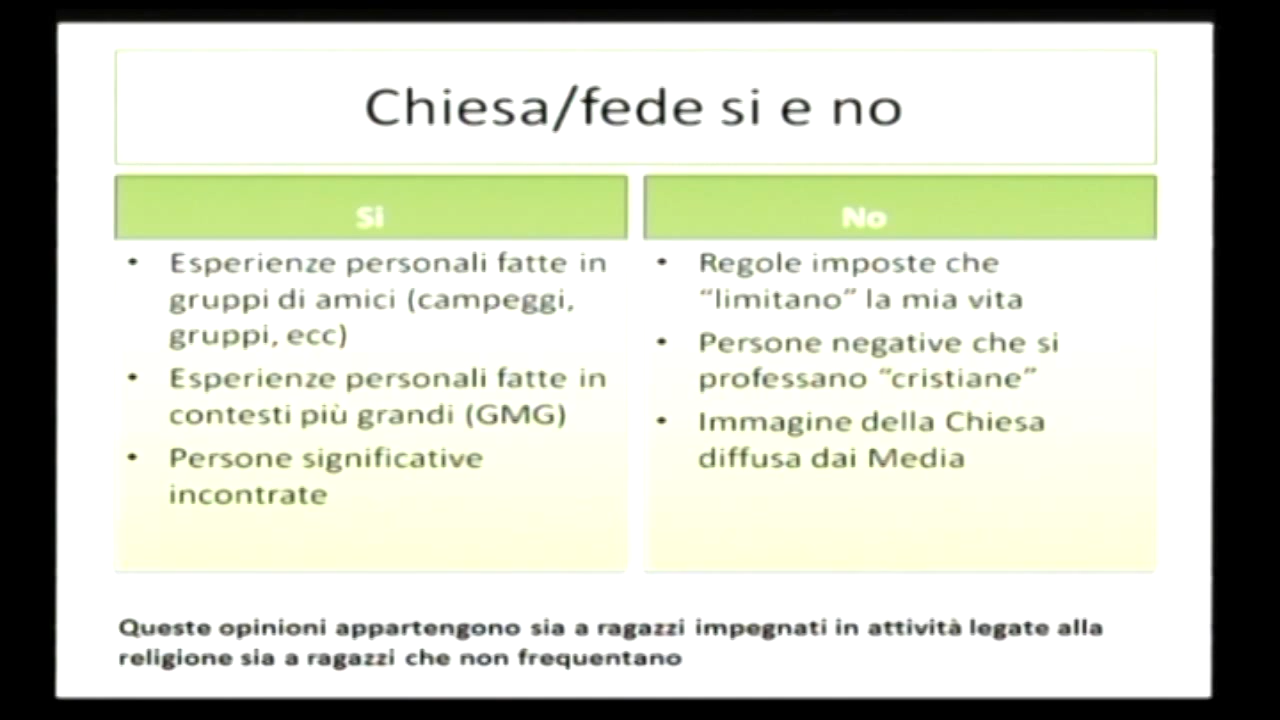 Chiesa/fede si e no
Si
• Esperienze personali fatte in
gruppi di amici (campeggi,
gruppi, ecc)
• Esperienze personali fatte in
contesti più grandi (GMG)
• Persone significative
incontrate
No
• Regole imposte che
“limitano” la mia vita
• Persone negative che si
professano “cristiane”
• Immagine della Chiesa
diffusa dai Media
Queste opinioni appartengono sia a ragazzi impegnati in attività legate alla
religione sia a ragazzi che non frequentano